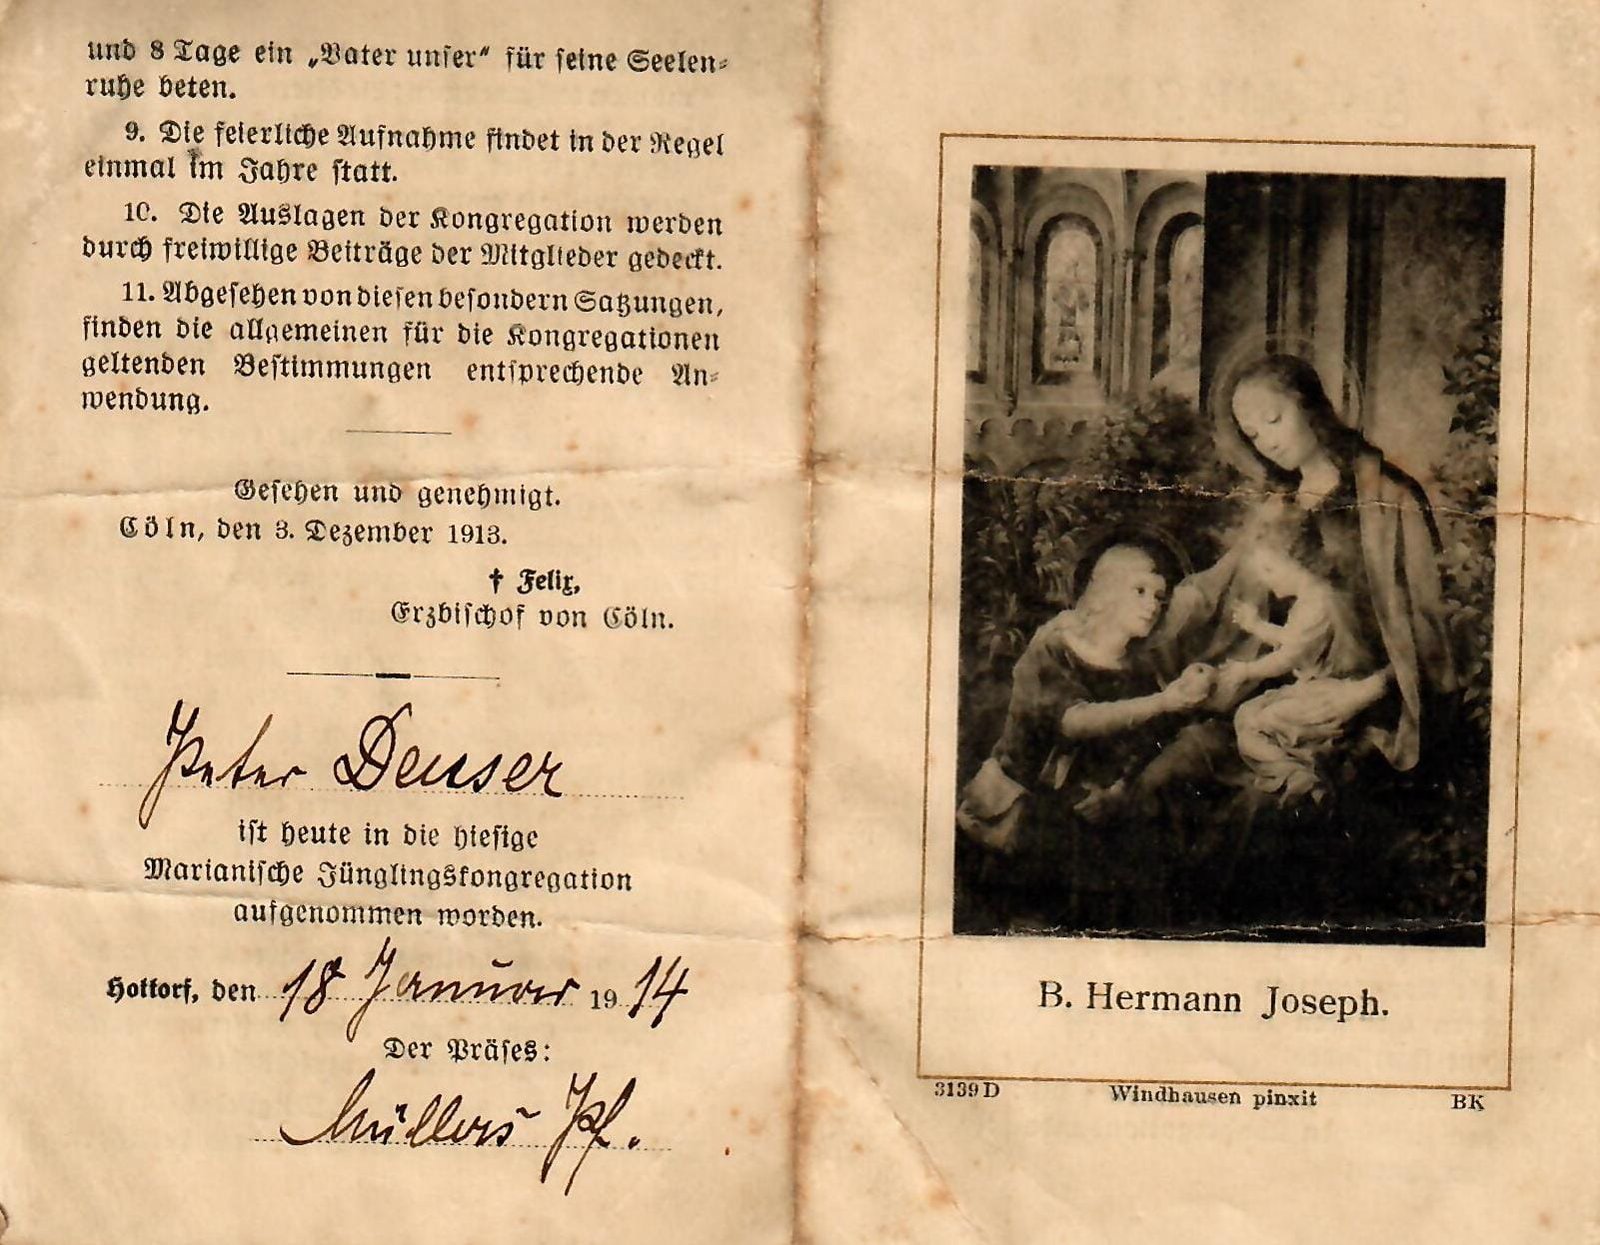 und 8 Tage ein „Vater unser“ für seine Seelen-
ruhe beten.
9. Die feierliche Aufnahme findet in der Regel
einmal im Jahre statt.
10. Die Auslagen der Kongregation werden
durch freiwillige Beiträge der Mitglieder gedeckt.
11. Abgesehen von diesen besondern Satzungen,
finden die allgemeinen für die Kongregationen
geltenden Bestimmungen entsprechende An-
wendung.
Gesehen und genehmigt.
Cöln, den 3. Dezember 1913.
† Felix,
Erzbischof von Cöln.
Peter Deuser
ist heute in die hiesige
Marianische Jünglingskongregation
aufgenommen worden.
Hottorf, den 18 Januar 1914
Der Präses:
Müllers Pf.
B. Hermann Joseph.
3139 D Windhausen pinxit BK